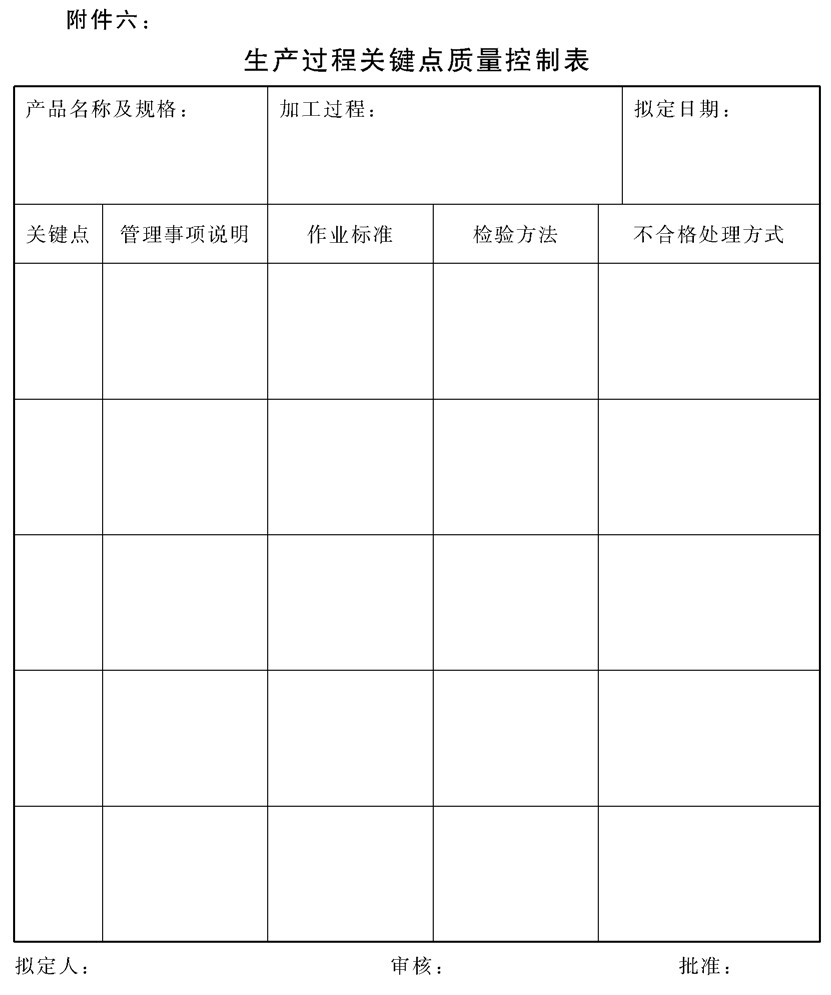 附件六：
生产过程关键点质量控制表
产品名称及规格： 加工过程： 拟定日期：
关键点 管理事项说明 作业标准 检验方法 不合格处理方式
拟定人： 审核： 批准：